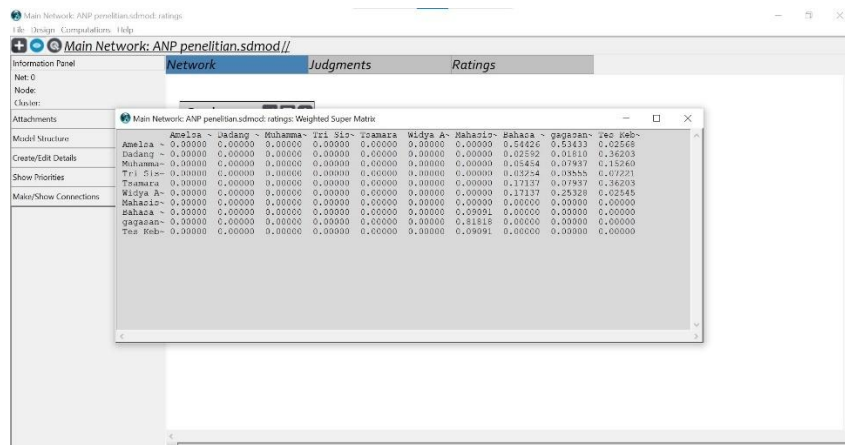 Main Network: ANP penelitian.sdmod: ratings
File Design Computations Help
Main Network: ANP penelitian.sdmod//
Information Panel
Network Judgments Ratings
Net: 0
Node:
Cluster:
Attachments
Model Structure
Create/Edit Details
Show Priorities
Make/Show Connections
Main Network: ANP penelitian.sdmod: ratings: Weighted Super Matrix
Amelsa ~ Dadang ~ Muhamma~ Tri Sis~ Tsamara Widya A~ Mahasis~ Bahasa ~ gagasan~ Tes Keb~
Amelsa ~ 0.00000 0.00000 0.00000 0.00000 0.00000 0.00000 0.00000 0.54426 0.53433 0.02568
Dadang ~ 0.00000 0.00000 0.00000 0.00000 0.00000 0.00000 0.00000 0.02592 0.01810 0.36203
Muhamma~ 0.00000 0.00000 0.00000 0.00000 0.00000 0.00000 0.00000 0.05454 0.07937 0.15260
Tri Sis~ 0.00000 0.00000 0.00000 0.00000 0.00000 0.00000 0.00000 0.03254 0.03555 0.07221
Tsamara 0.00000 0.00000 0.00000 0.00000 0.00000 0.00000 0.00000 0.17137 0.07937 0.36203
Widya A~ 0.00000 0.00000 0.00000 0.00000 0.00000 0.00000 0.00000 0.17137 0.25328 0.02545
Mahasis~ 0.00000 0.00000 0.00000 0.00000 0.00000 0.00000 0.00000 0.00000 0.00000 0.00000
Bahasa ~ 0.00000 0.00000 0.00000 0.00000 0.00000 0.00000 0.09091 0.00000 0.00000 0.00000
gagasan~ 0.00000 0.00000 0.00000 0.00000 0.00000 0.00000 0.81818 0.00000 0.00000 0.00000
Tes Keb~ 0.00000 0.00000 0.00000 0.00000 0.00000 0.00000 0.09091 0.00000 0.00000 0.00000